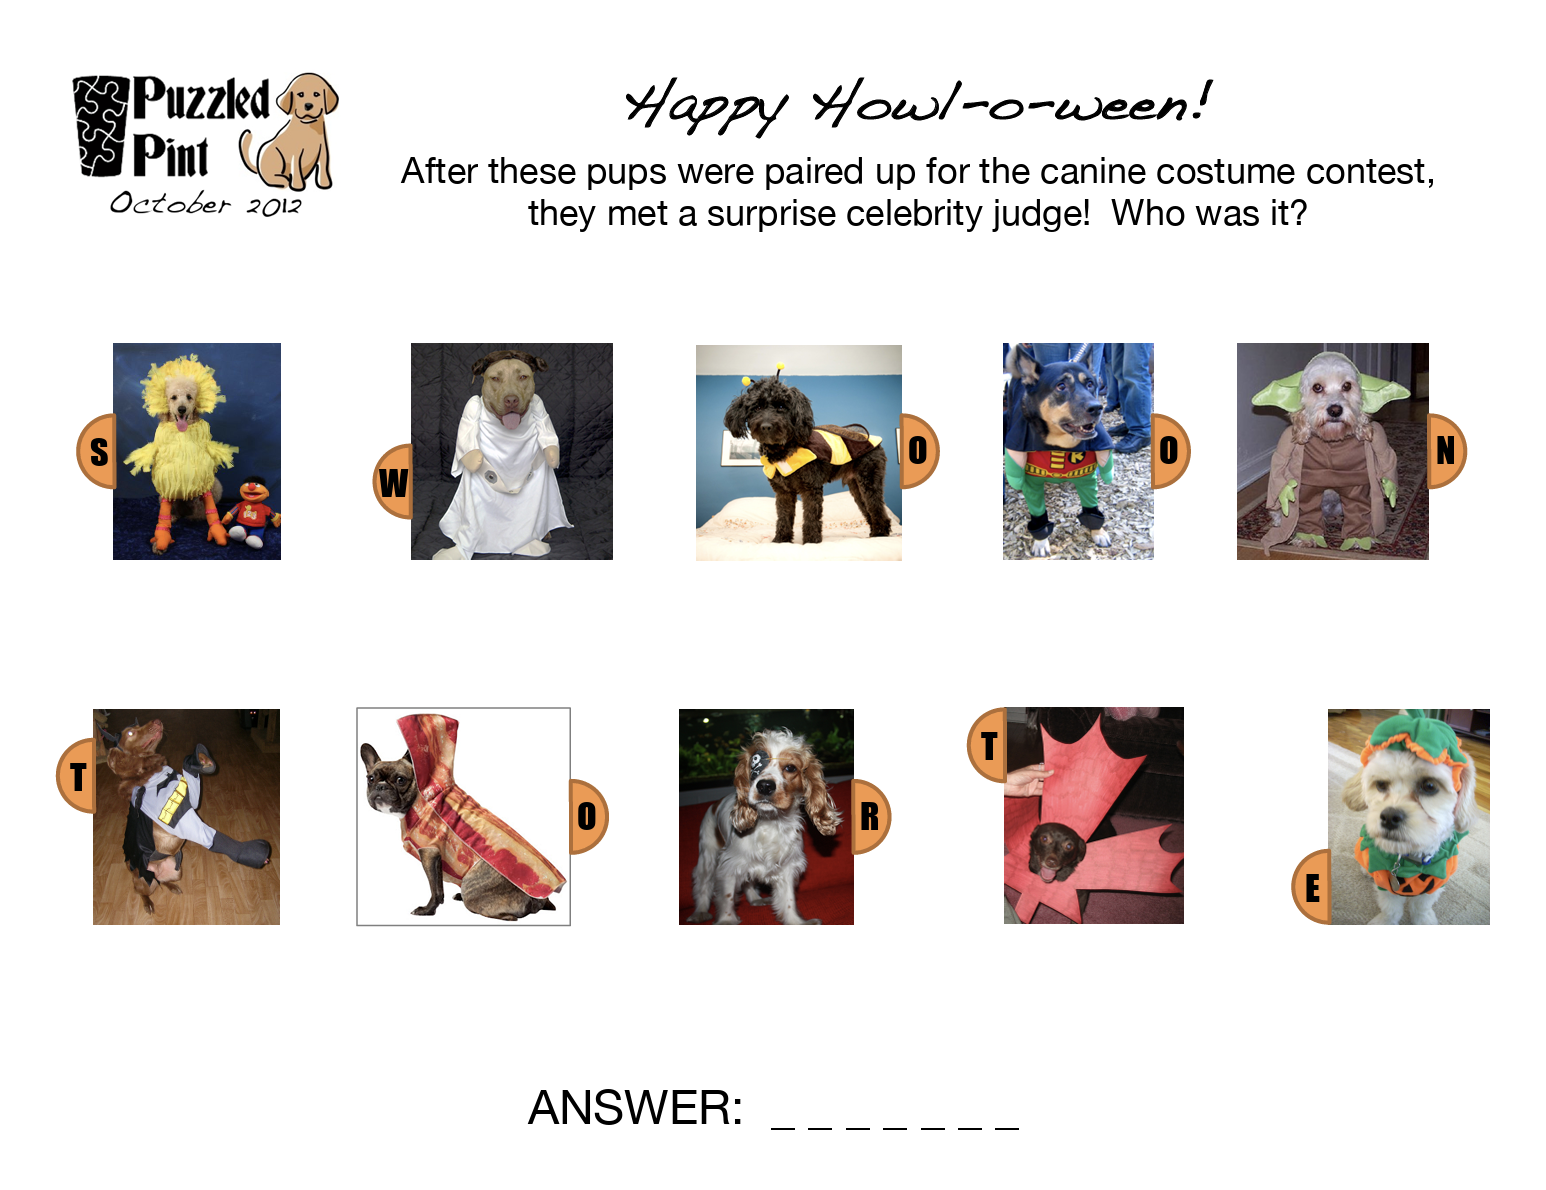 Puzzled
Pint
October 2012
Happy Howl-o-ween!
After these pups were paired up for the canine costume contest,
they met a surprise celebrity judge! Who was it?
S
W
O
O
N
T
O
R
T
E
ANSWER: _ _ _ _ _ _ _